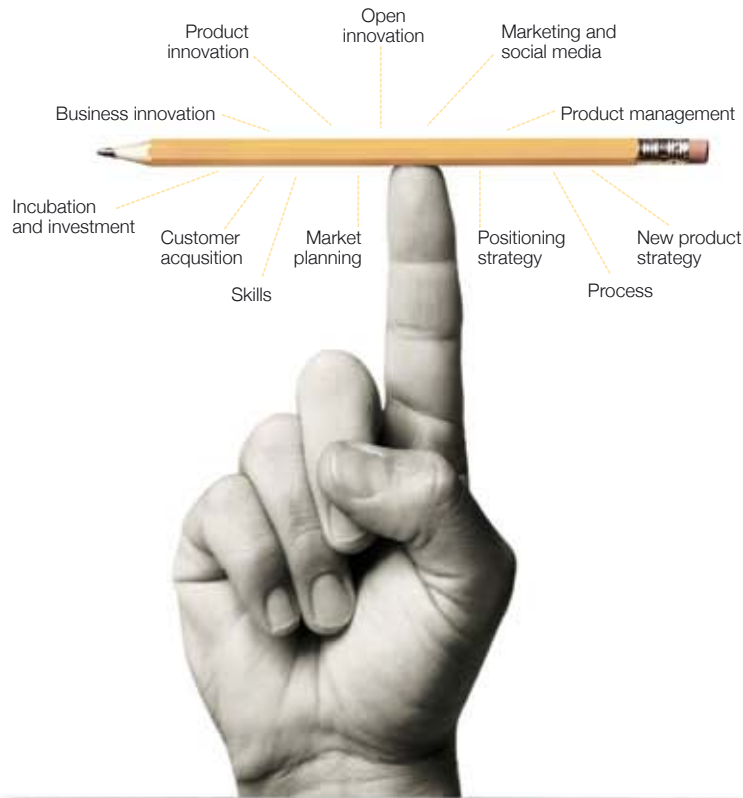 Open
innovation
Product
innovation
Marketing and
social media
Business innovation
Product management
Incubation
and investment
Customer
acqusition
Market
planning
Positioning
strategy
New product
strategy
Skills
Process